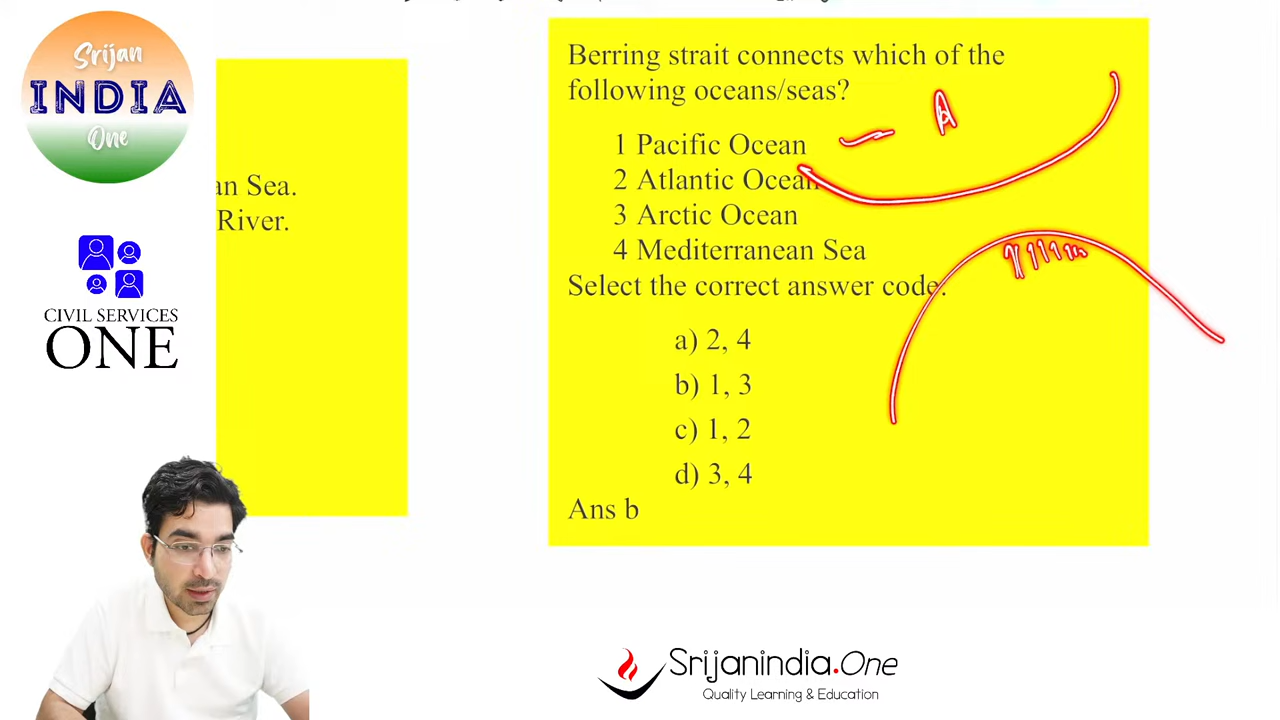 Srijan
INDIA
One
CIVIL SERVICES
ONE
an Sea.
River.
Berring strait connects which of the
following oceans/seas?
1 Pacific Ocean
2 Atlantic Ocean
3 Arctic Ocean
4 Mediterranean Sea
Select the correct answer code.
a) 2, 4
b) 1, 3
c) 1, 2
d) 3, 4
Ans b
Srijanindia.One
Quality Learning & Education